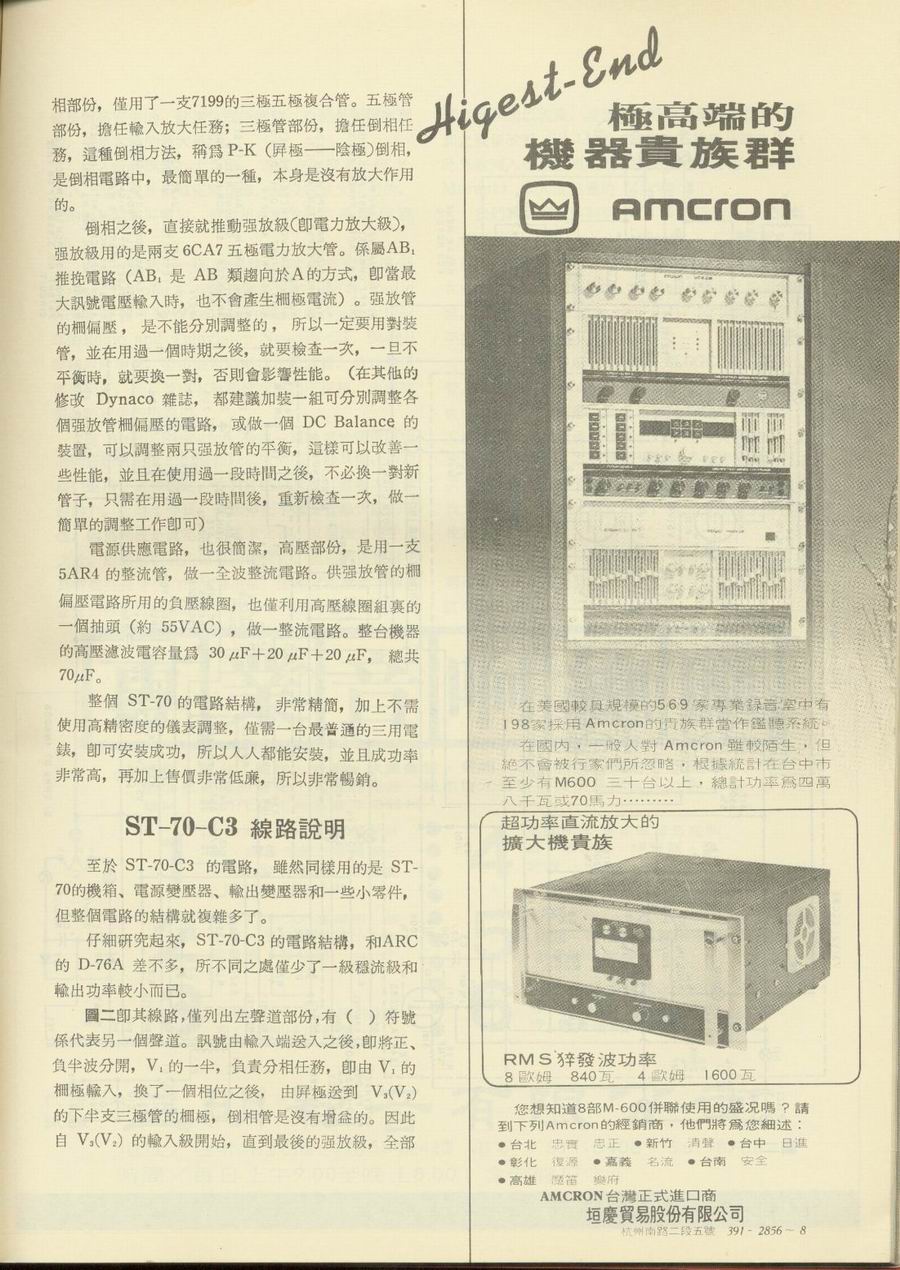 相部份，僅用了一支7199的三極五極複合管。五極管
部份，擔任輸入放大任務；三極管部份，擔任倒相任
務，這種倒相方法，稱爲 P-K（屛極——陰極）倒相，
是倒相電路中，最簡單的一種，本身是沒有放大作用
的。
倒相之後，直接就推動强放級（卽電力放大級），
强放級用的是兩支 6CA7 五極電力放大管。係屬AB₁
推挽電路（AB₁ 是 AB 類趨向於A的方式，卽當最
大訊號電壓輸入時，也不會產生柵極電流）。强放管
的柵偏壓，是不能分別調整的，所以一定要用對裝
管，並在用過一個時期之後，就要檢查一次，一旦不
平衡時，就要換一對，否則會影響性能。（在其他的
修改 Dynaco 雜誌，都建議加裝一組可分別調整各
個强放管柵偏壓的電路，或做一個 DC Balance 的
裝置，可以調整兩只强放管的平衡，這樣可以改善一
些性能，並且在使用過一段時間之後，不必換一對新
管子，只需在用過一段時間後，重新檢查一次，做一
簡單的調整工作卽可）
電源供應電路，也很簡潔，高壓部份，是用一支
5AR4 的整流管，做一全波整流電路。供强放管的柵
偏壓電路所用的負壓線圈，也僅利用高壓線圈組裏的
一個抽頭（約 55VAC），做一整流電路。整台機器
的高壓濾波電容量爲 30μF＋20μF＋20μF，總共
70μF。
整個 ST-70 的電路結構，非常精簡，加上不需
使用高精密度的儀表調整，僅需一台最普通的三用電
錶，卽可安裝成功，所以人人都能安裝，並且成功率
非常高，再加上售價非常低廉，所以非常暢銷。
ST-70-C3 線路說明
至於 ST-70-C3 的電路，雖然同樣用的是 ST-
70的機箱、電源變壓器、輸出變壓器和一些小零件，
但整個電路的結構就複雜多了。
仔細研究起來，ST-70-C3 的電路結構，和ARC
的 D-76A 差不多，所不同之處僅少了一級穩流級和
輸出功率較小而已。
圖二卽其線路，僅列出左聲道部份，有（　）符號
係代表另一個聲道。訊號由輸入端送入之後，卽將正、
負半波分開，V₁ 的一半，負責分相任務，卽由 V₁ 的
柵極輸入，換了一個相位之後，由屛極送到 V₃(V₂)
的下半支三極管的柵極，倒相管是沒有增益的。因此
自 V₃(V₂) 的輸入級開始，直到最後的强放級，全部
Higest-End
極高端的
機器貴族群
AMCRON
在美國較具規模的569家專業錄音室中有
198家採用 Amcron的貴族群當作鑑聽系統。
在國內，一般人對 Amcron 雖較陌生，但
絕不會被行家們所忽略，根據統計在台中市
至少有M600 三十台以上，總計功率爲四萬
八千瓦或70馬力………
超功率直流放大的
擴大機貴族
RMS猝發波功率
8 歐姆 840瓦 4 歐姆 1600瓦
您想知道8部M-600併聯使用的盛況嗎？請
到下列Amcron的經銷商，他們將爲您細述：
●台北 忠實 忠正 ●新竹 淸聲 ●台中 日進
●彰化 復源 ●嘉義 名流 ●台南 安全
●高雄 壓笛 樂府
AMCRON台灣正式進口商
垣慶貿易股份有限公司
杭州南路二段五號 391-2856～8